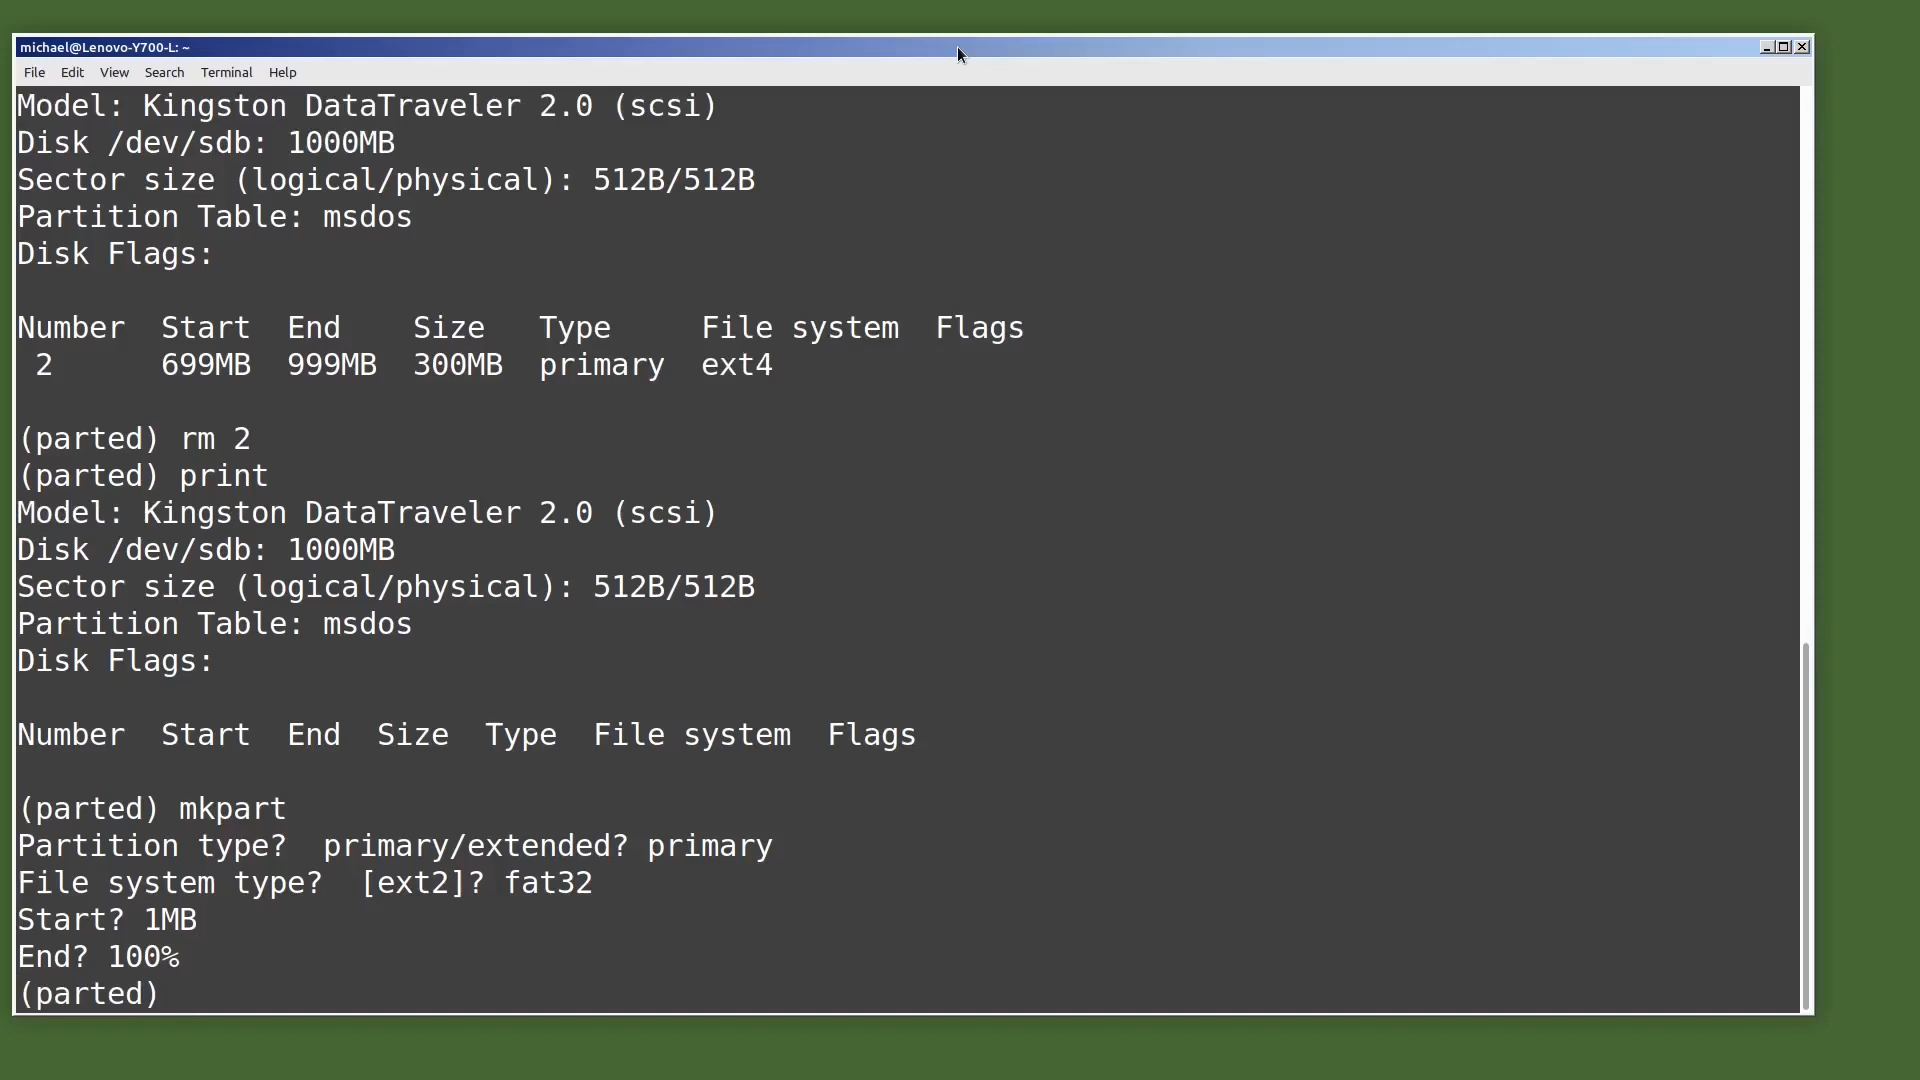 michael@Lenovo-Y700-L: ~
File Edit View Search Terminal Help
Model: Kingston DataTraveler 2.0 (scsi)
Disk /dev/sdb: 1000MB
Sector size (logical/physical): 512B/512B
Partition Table: msdos
Disk Flags:
Number  Start  End    Size   Type     File system  Flags
 2      699MB  999MB  300MB  primary  ext4
(parted) rm 2
(parted) print
Model: Kingston DataTraveler 2.0 (scsi)
Disk /dev/sdb: 1000MB
Sector size (logical/physical): 512B/512B
Partition Table: msdos
Disk Flags:
Number  Start  End  Size  Type  File system  Flags
(parted) mkpart
Partition type?  primary/extended? primary
File system type?  [ext2]? fat32
Start? 1MB
End? 100%
(parted)